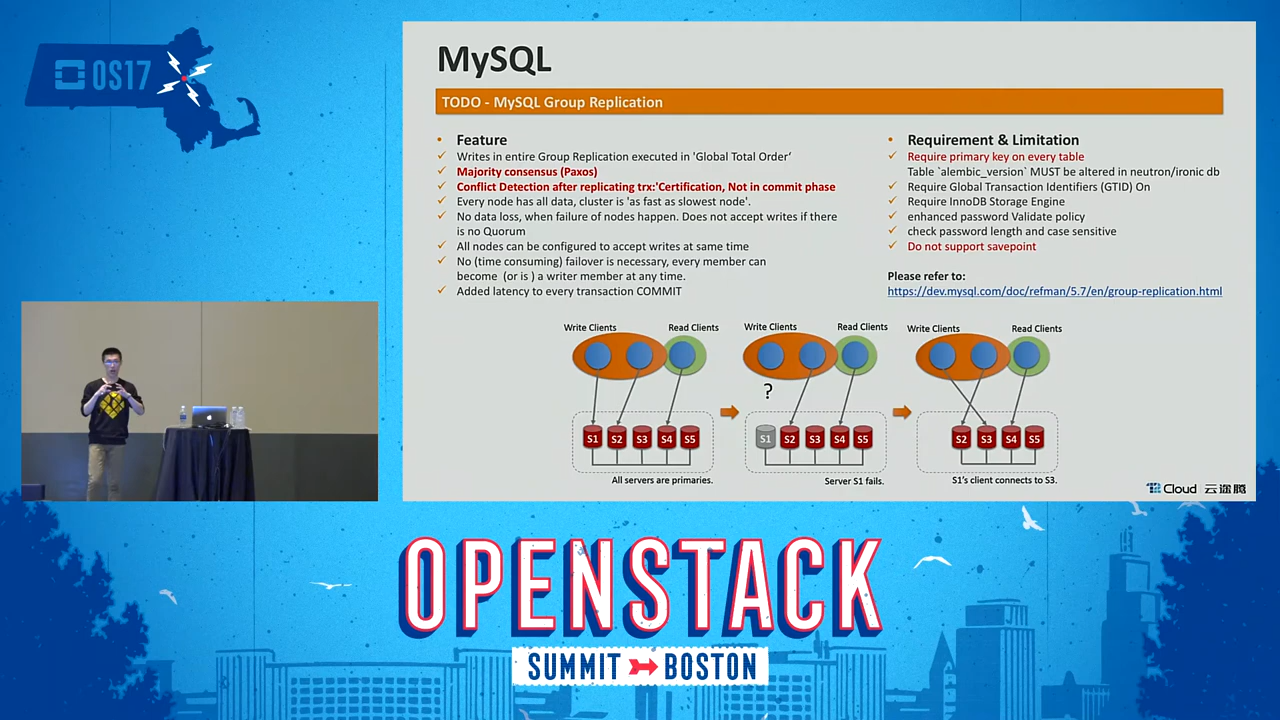 OS17
MySQL
TODO - MySQL Group Replication
• Feature
✓ Writes in entire Group Replication executed in 'Global Total Order‘
✓ Majority consensus (Paxos)
✓ Conflict Detection after replicating trx:'Certification, Not in commit phase
✓ Every node has all data, cluster is 'as fast as slowest node'.
✓ No data loss, when failure of nodes happen. Does not accept writes if there
is no Quorum
✓ All nodes can be configured to accept writes at same time
✓ No (time consuming) failover is necessary, every member can
become (or is ) a writer member at any time.
✓ Added latency to every transaction COMMIT
• Requirement & Limitation
✓ Require primary key on every table
Table `alembic_version` MUST be altered in neutron/ironic db
✓ Require Global Transaction Identifiers (GTID) On
✓ Require InnoDB Storage Engine
✓ enhanced password Validate policy
✓ check password length and case sensitive
✓ Do not support savepoint
Please refer to:
https://dev.mysql.com/doc/refman/5.7/en/group-replication.html
Write Clients Read Clients
S1 S2 S3 S4 S5
All servers are primaries.
Write Clients Read Clients
?
S1 S2 S3 S4 S5
Server S1 fails.
Write Clients Read Clients
S2 S3 S4 S5
S1’s client connects to S3.
Cloud 云途腾
OPENSTACK
SUMMIT BOSTON